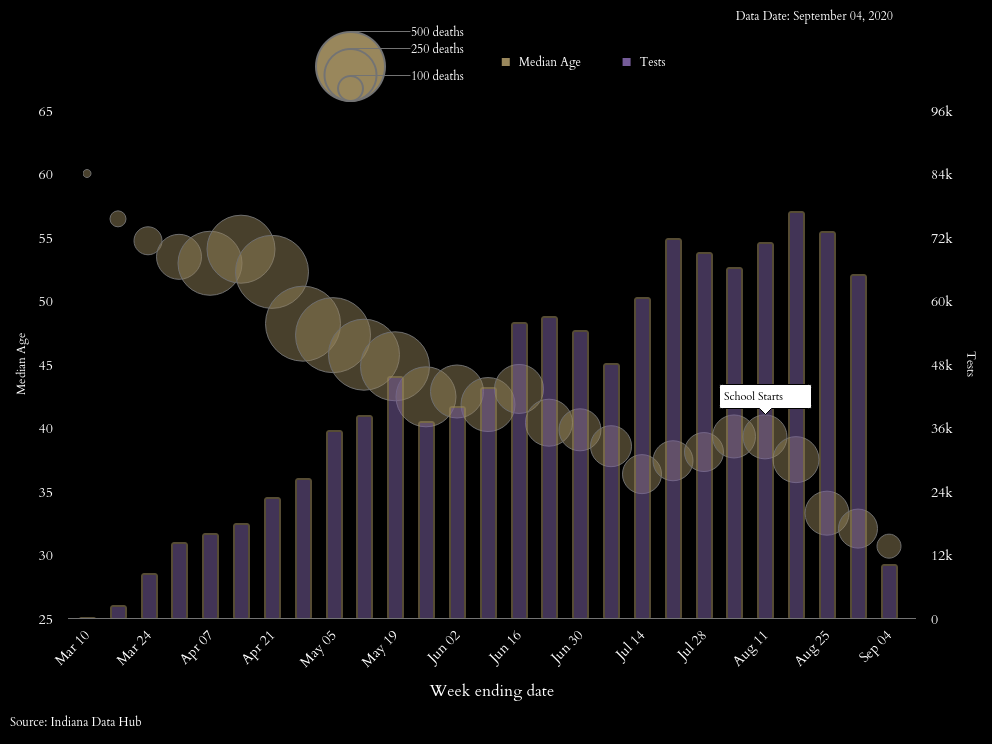 Data Date: September 04, 2020
500 deaths
250 deaths
100 deaths
Median Age
Tests
65
60
55
50
45
40
35
30
25
Median Age
96k
84k
72k
60k
48k
36k
24k
12k
0
Tests
School Starts
Mar 10
Mar 24
Apr 07
Apr 21
May 05
May 19
Jun 02
Jun 16
Jun 30
Jul 14
Jul 28
Aug 11
Aug 25
Sep 04
Week ending date
Source: Indiana Data Hub